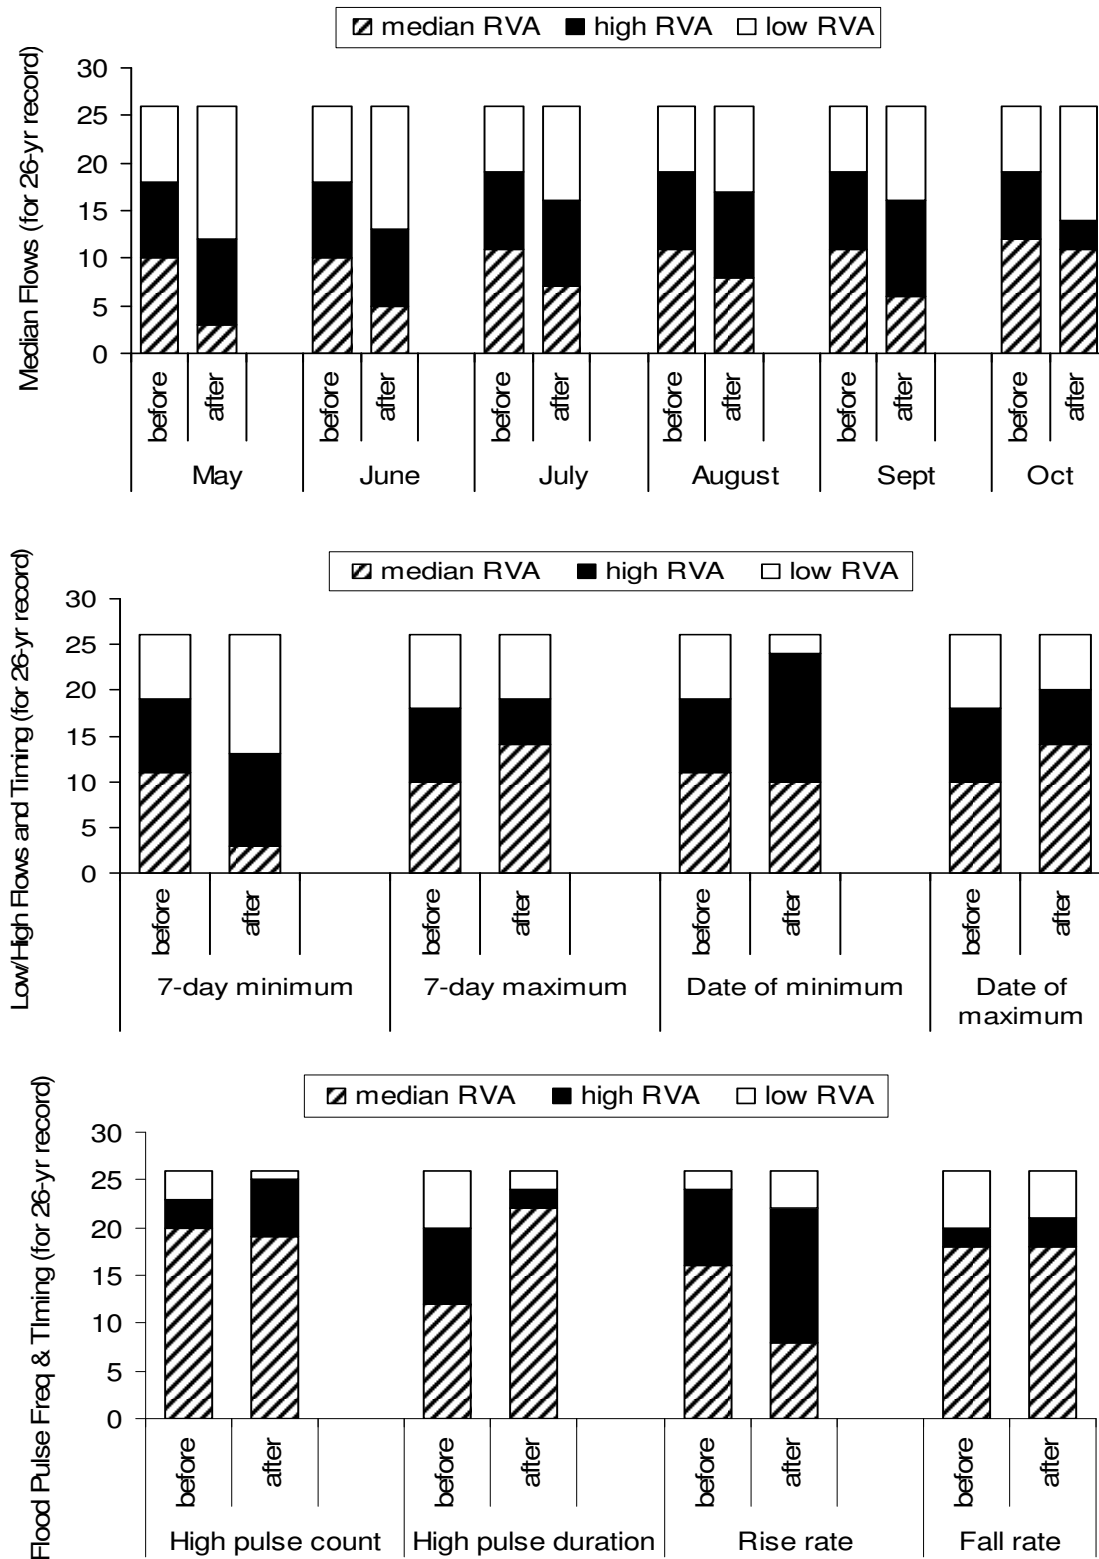 median RVA high RVA low RVA
Median Flows (for 26-yr record)
30
25
20
15
10
5
0
before after before after before after before after before after before after
May June July August Sept Oct
median RVA high RVA low RVA
Low/High Flows and Timing (for 26-yr record)
30
25
20
15
10
5
0
before after before after before after before after
7-day minimum 7-day maximum Date of minimum Date of
maximum
median RVA high RVA low RVA
Flood Pulse Freq & TIming (for 26-yr record)
30
25
20
15
10
5
0
before after before after before after before after
High pulse count High pulse duration Rise rate Fall rate